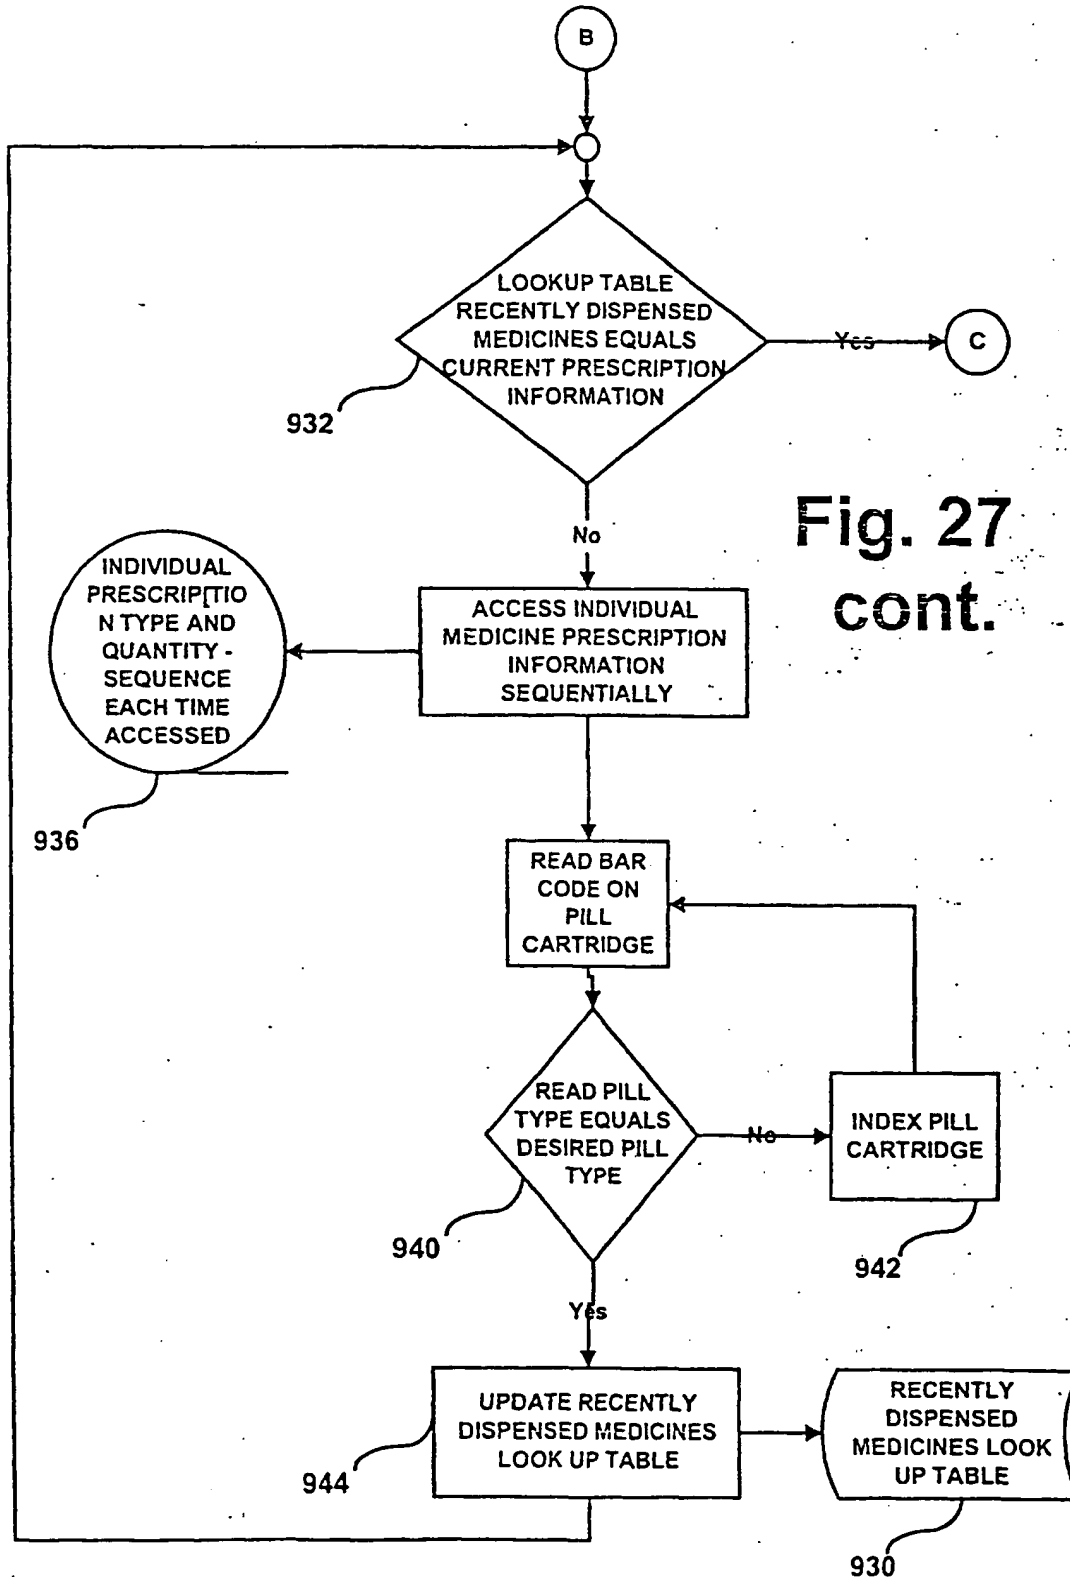 B
LOOKUP TABLE
RECENTLY DISPENSED
MEDICINES EQUALS
CURRENT PRESCRIPTION
INFORMATION
Yes
C
932
Fig. 27
cont.
No
INDIVIDUAL
PRESCRIP[TIO
N TYPE AND
QUANTITY -
SEQUENCE
EACH TIME
ACCESSED
936
ACCESS INDIVIDUAL
MEDICINE PRESCRIPTION
INFORMATION
SEQUENTIALLY
READ BAR
CODE ON
PILL
CARTRIDGE
READ PILL
TYPE EQUALS
DESIRED PILL
TYPE
No
INDEX PILL
CARTRIDGE
940
942
Yes
UPDATE RECENTLY
DISPENSED MEDICINES
LOOK UP TABLE
944
RECENTLY
DISPENSED
MEDICINES LOOK
UP TABLE
930